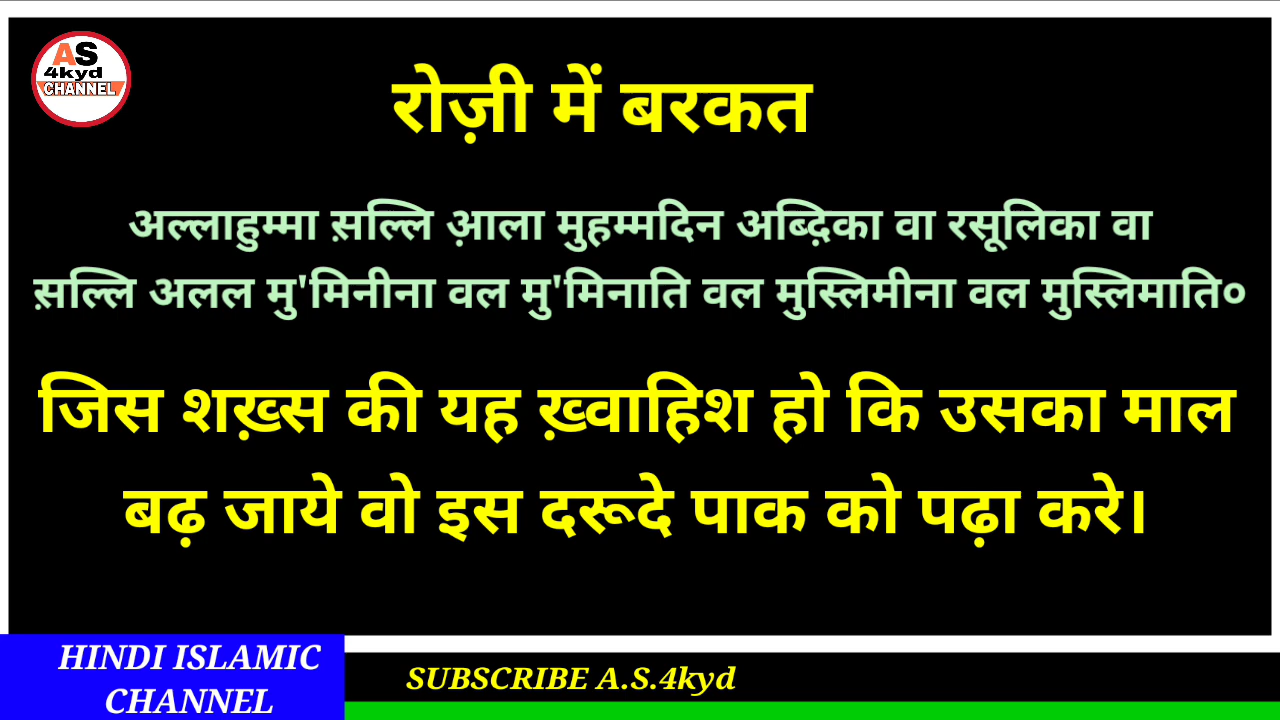 AS
4kyd
CHANNEL
रोज़ी में बरकत
अल्लाहुम्मा स़ल्लि आ़ला मुहम्मदिन अब्दि़का वा रसूलिका वा
स़ल्लि अलल मु'मिनीना वल मु'मिनाति वल मुस्लिमीना वल मुस्लिमाति०
जिस शख़्स की यह ख़्वाहिश हो कि उसका माल
बढ़ जाये वो इस दरूदे पाक को पढ़ा करे।
HINDI ISLAMIC
CHANNEL
SUBSCRIBE A.S.4kyd